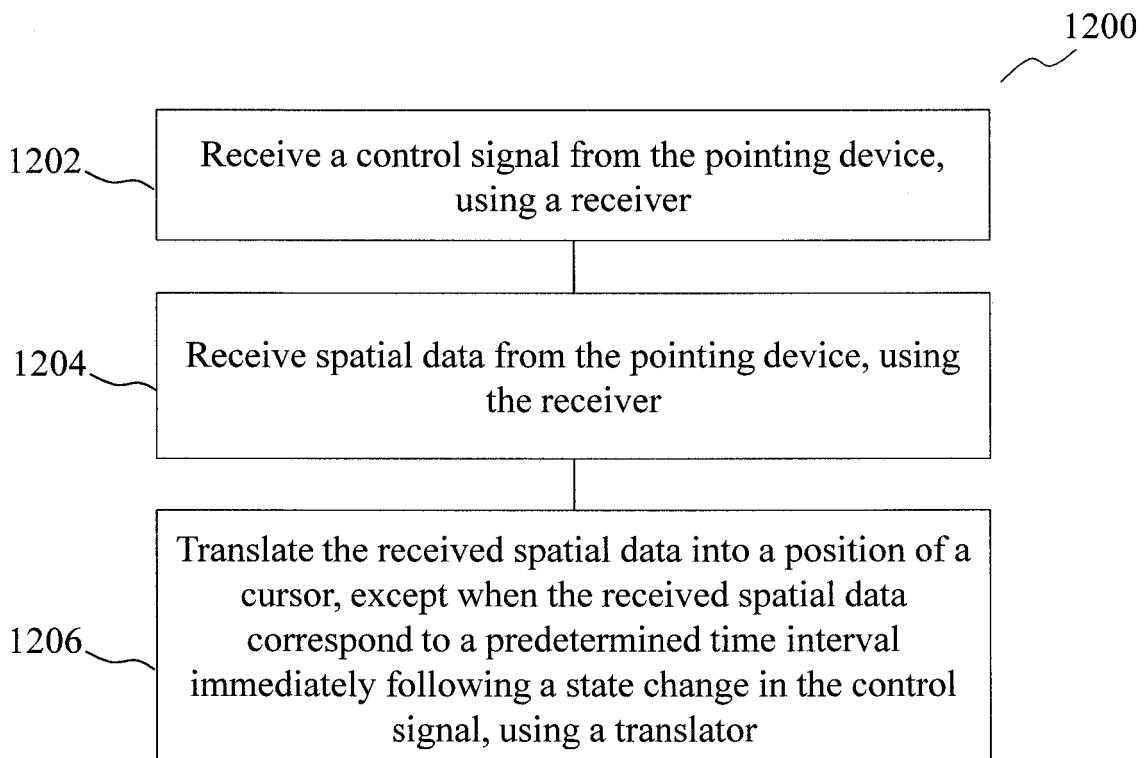 1200
1202
Receive a control signal from the pointing device,
using a receiver
1204
Receive spatial data from the pointing device, using
the receiver
1206
Translate the received spatial data into a position of a
cursor, except when the received spatial data
correspond to a predetermined time interval
immediately following a state change in the control
signal, using a translator